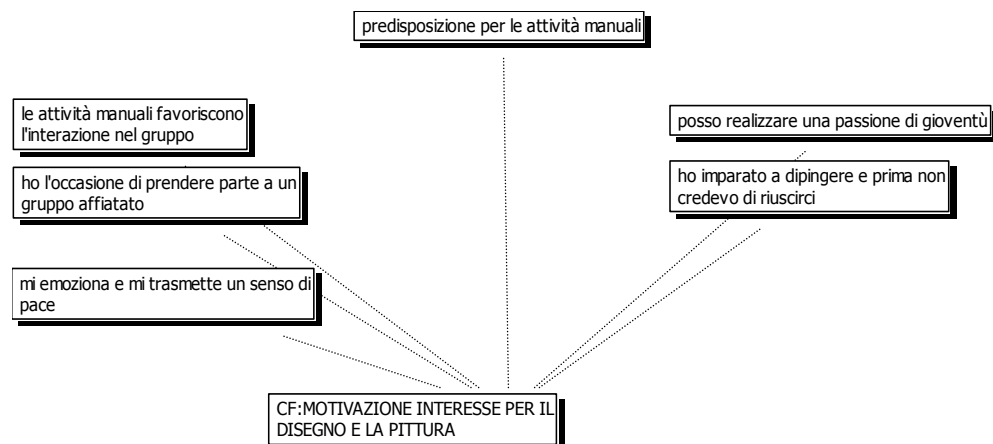 predisposizione per le attività manuali
le attività manuali favoriscono
l'interazione nel gruppo
posso realizzare una passione di gioventù
ho l'occasione di prendere parte a un
gruppo affiatato
ho imparato a dipingere e prima non
credevo di riuscirci
mi emoziona e mi trasmette un senso di
pace
CF:MOTIVAZIONE INTERESSE PER IL
DISEGNO E LA PITTURA